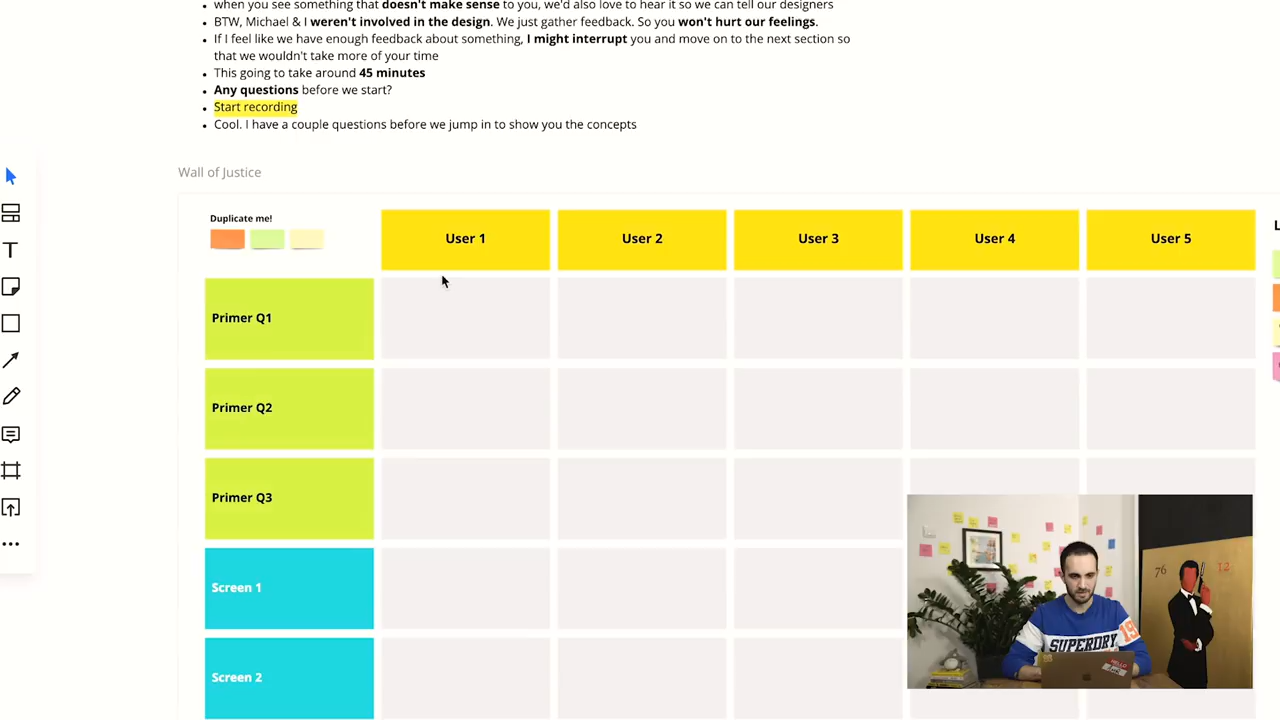 when you see something that doesn't make sense to you, we'd also love to hear it so we can tell our designers
BTW, Michael & I weren't involved in the design. We just gather feedback. So you won't hurt our feelings.
If I feel like we have enough feedback about something, I might interrupt you and move on to the next section so
that we wouldn't take more of your time
This going to take around 45 minutes
Any questions before we start?
Start recording
Cool. I have a couple questions before we jump in to show you the concepts
Wall of Justice
Duplicate me!
User 1
User 2
User 3
User 4
User 5
Primer Q1
Primer Q2
Primer Q3
Screen 1
Screen 2
76
12
SUPERDRY
19
HELLO